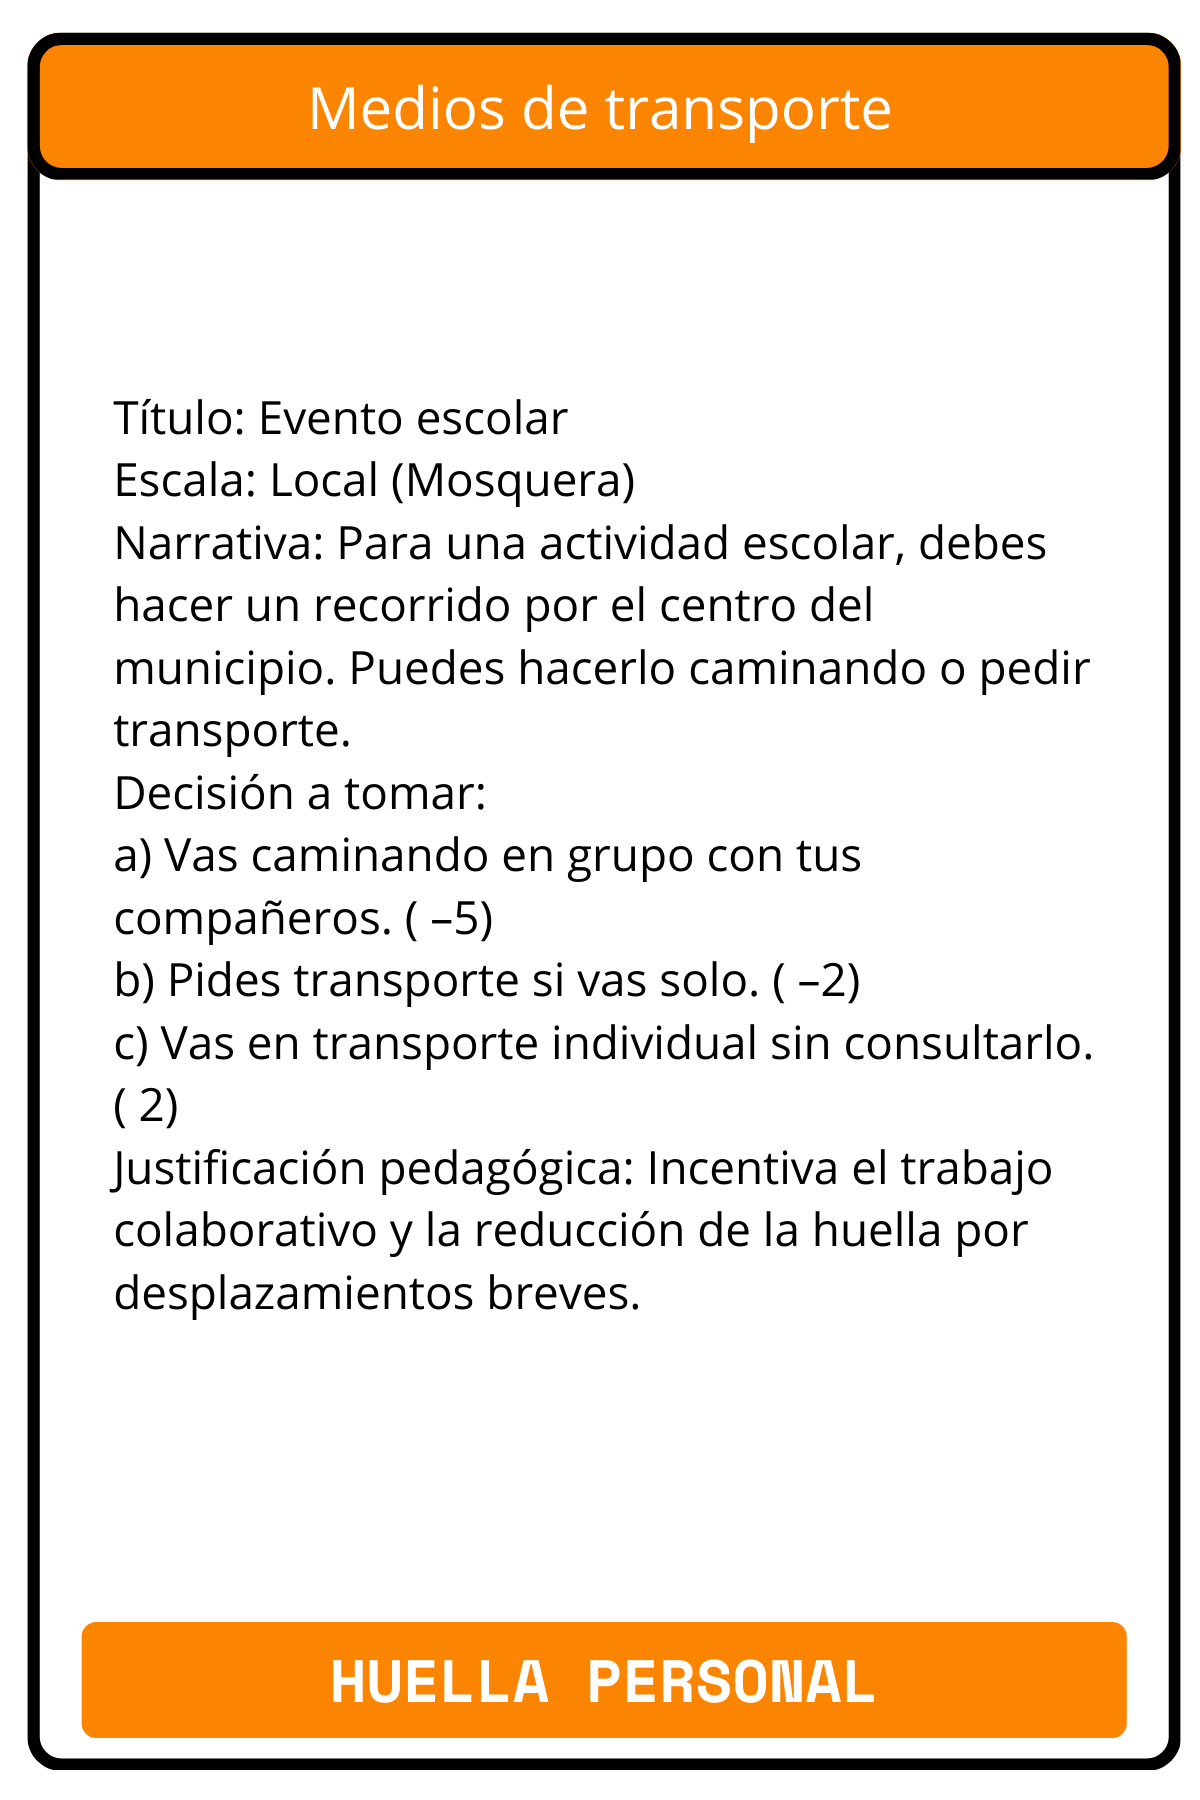 Medios de transporte
Título: Evento escolar
Escala: Local (Mosquera)
Narrativa: Para una actividad escolar, debes
hacer un recorrido por el centro del
municipio. Puedes hacerlo caminando o pedir
transporte.
Decisión a tomar:
a) Vas caminando en grupo con tus
compañeros. ( –5)
b) Pides transporte si vas solo. ( –2)
c) Vas en transporte individual sin consultarlo.
( 2)
Justificación pedagógica: Incentiva el trabajo
colaborativo y la reducción de la huella por
desplazamientos breves.
HUELLA PERSONAL